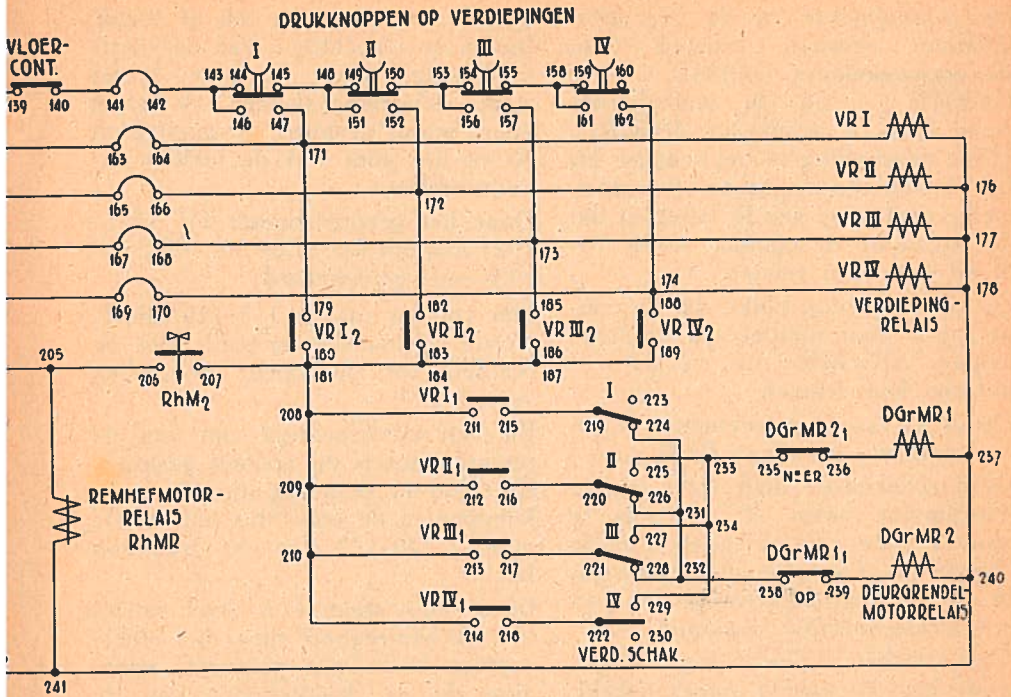 DRUKKNOPPEN OP VERDIEPINGEN
VLOER-
CONT.
I II III IV
143 144 145 148 149 150 153 154 155 158 159 160
139 140 141 142
146 147 151 152 156 157 161 162
VR I
163 164 171
VR II
165 166 172 176
VR III
167 168 173 177
VR IV
169 170 174 178
VERDIEPING-
RELAIS
179 182 185 188
VR I2 VR II2 VR III2 VR IV2
180 183 186 189
205 205 207 181 184 187
RhM2
VR I1 I 223
208 211 215 219 224
DGrMR 21 DGrMR 1
VR II1 II 225 233 235 236 237
NEER
209 212 216 220 226
231 234
REMHEFMOTOR-
RELAIS
RhMR
VR III1 III 227
DGrMR 11 DGrMR 2
210 213 217 221 228 232
238 239 240
OP
DEURGRENDEL-
MOTORRELAIS
VR IV1 IV 229
214 218 222 230
VERD. SCHAK.
241